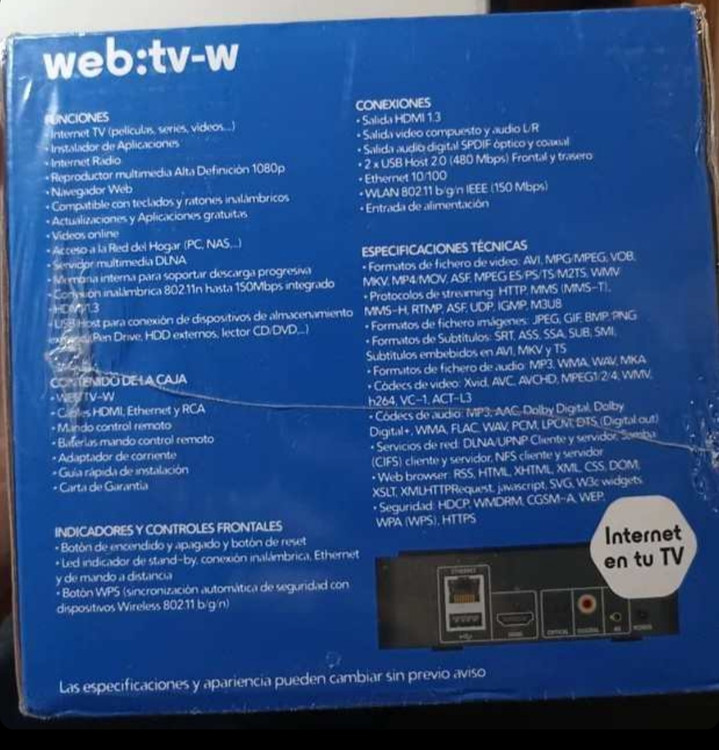 web:tv-w
FUNCIONES
• Internet TV (películas, series, videos...)
• Instalador de Aplicaciones
• Internet Radio
• Reproductor multimedia Alta Definición 1080p
• Navegador Web
• Compatible con teclados y ratones inalámbricos
• Actualizaciones y Aplicaciones gratuitas
• Videos online
• Acceso a la Red del Hogar (PC, NAS,...)
• Servidor multimedia DLNA
• Memoria interna para soportar descarga progresiva
• Conexión inalámbrica 802.11n hasta 150Mbps integrado
• HDMI 1.3
• USB Host para conexión de dispositivos de almacenamiento
Pen Drive, HDD externos, lector CD/DVD,...)
CONTENIDO DE LA CAJA
• WEB:TV-W
• Cables HDMI, Ethernet y RCA
• Mando control remoto
• Baterías mando control remoto
• Adaptador de corriente
• Guía rápida de instalación
• Carta de Garantía
INDICADORES Y CONTROLES FRONTALES
• Botón de encendido y apagado y botón de reset
• Led indicador de stand-by, conexión inalámbrica, Ethernet
y de mando a distancia
• Botón WPS (sincronización automática de seguridad con
dispositivos Wireless 802.11 b/g/n)
CONEXIONES
• Salida HDMI 1.3
• Salida video compuesto y audio L/R
• Salida audio digital SPDIF óptico y coaxial
• 2 x USB Host 2.0 (480 Mbps) Frontal y trasero
• Ethernet 10/100
• WLAN 802.11 b/g/n IEEE (150 Mbps)
• Entrada de alimentación
ESPECIFICACIONES TÉCNICAS
• Formatos de fichero de video: AVI, MPG/MPEG, VOB,
MKV, MP4/MOV, ASF, MPEG ES/PS/TS/M2TS, WMV
• Protocolos de streaming: HTTP, MMS (MMS-T),
MMS-H, RTMP, ASF, UDP, IGMP, M3U8
• Formatos de fichero imágenes: JPEG, GIF, BMP, PNG
• Formatos de Subtitulos: SRT, ASS, SSA, SUB, SMI,
Subtitulos embebidos en AVI, MKV y TS
• Formatos de fichero de audio: MP3, WMA, WAV, MKA
• Códecs de video: Xvid, AVC, AVCHD, MPEG1/2/4, WMV,
h264, VC-1, ACT-L3
• Códecs de audio: MP3, AAC, Dolby Digital, Dolby
Digital+, WMA, FLAC, WAV, PCM, LPCM, DTS (Digital out)
• Servicios de red: DLNA/UPNP Cliente y servidor, Samba
(CIFS) cliente y servidor, NFS cliente y servidor
• Web browser: RSS, HTML, XHTML, XML, CSS, DOM,
XSLT, XMLHTTPRequest, javascript, SVG, W3c widgets
• Seguridad: HDCP, WMDRM, CGSM-A, WEP,
WPA (WPS), HTTPS
Internet
en tu TV
ETHERNET
HDMI
OPTICAL
COAXIAL
AV
POWER
Las especificaciones y apariencia pueden cambiar sin previo aviso